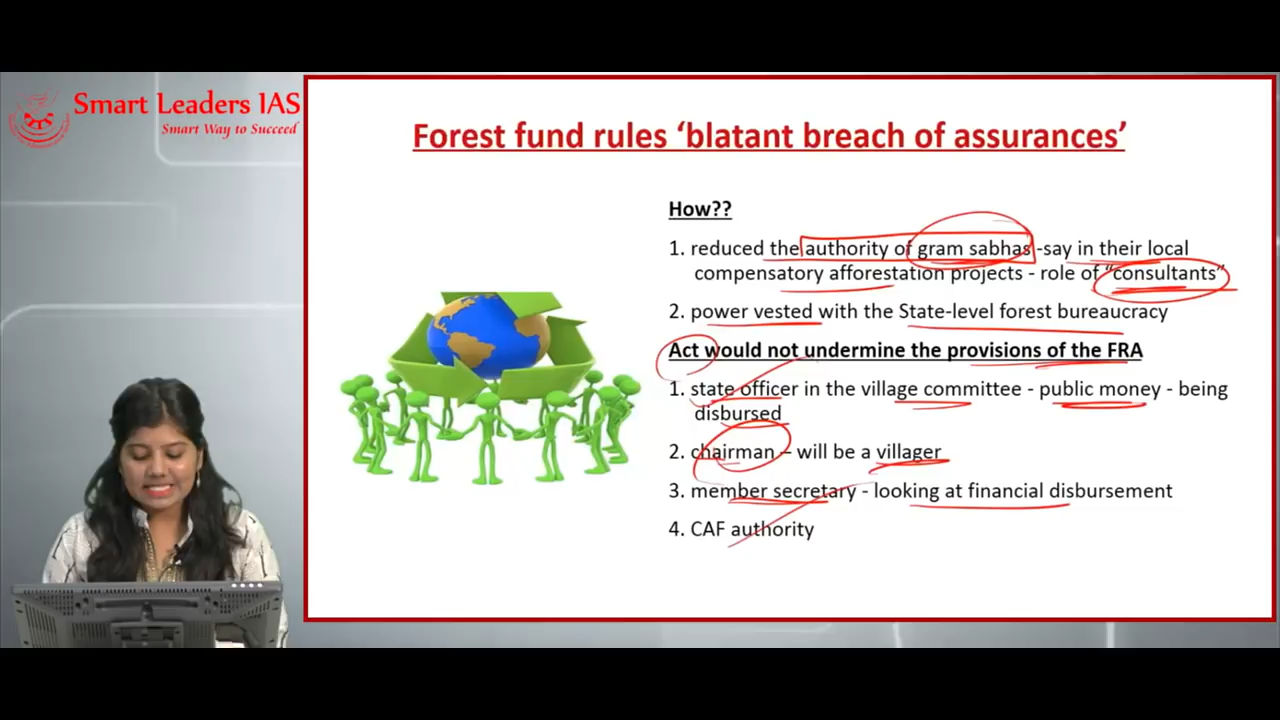 Smart Leaders IAS
Smart Way to Succeed
Forest fund rules ‘blatant breach of assurances’
How??
1. reduced the authority of gram sabhas -say in their local
compensatory afforestation projects - role of “consultants”
2. power vested with the State-level forest bureaucracy
Act would not undermine the provisions of the FRA
1. state officer in the village committee - public money - being
disbursed
2. chairman – will be a villager
3. member secretary - looking at financial disbursement
4. CAF authority